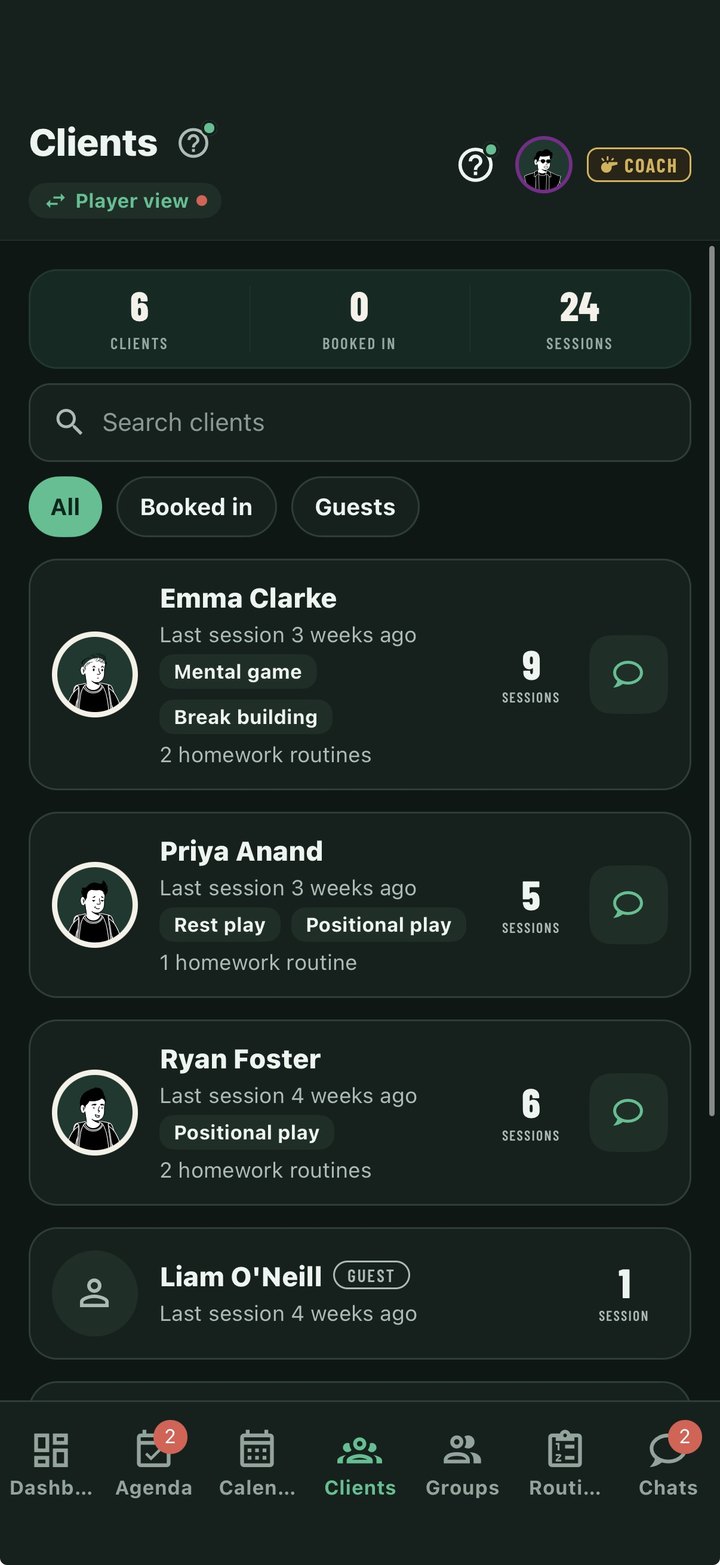 Clients
Player view
COACH
6
CLIENTS
0
BOOKED IN
24
SESSIONS
Search clients
All
Booked in
Guests
Emma Clarke
Last session 3 weeks ago
Mental game
Break building
2 homework routines
9
SESSIONS
Priya Anand
Last session 3 weeks ago
Rest play
Positional play
1 homework routine
5
SESSIONS
Ryan Foster
Last session 4 weeks ago
Positional play
2 homework routines
6
SESSIONS
Liam O'Neill
GUEST
Last session 4 weeks ago
1
SESSION
Dashb...
2
Agenda
Calen...
Clients
Groups
Routi...
2
Chats